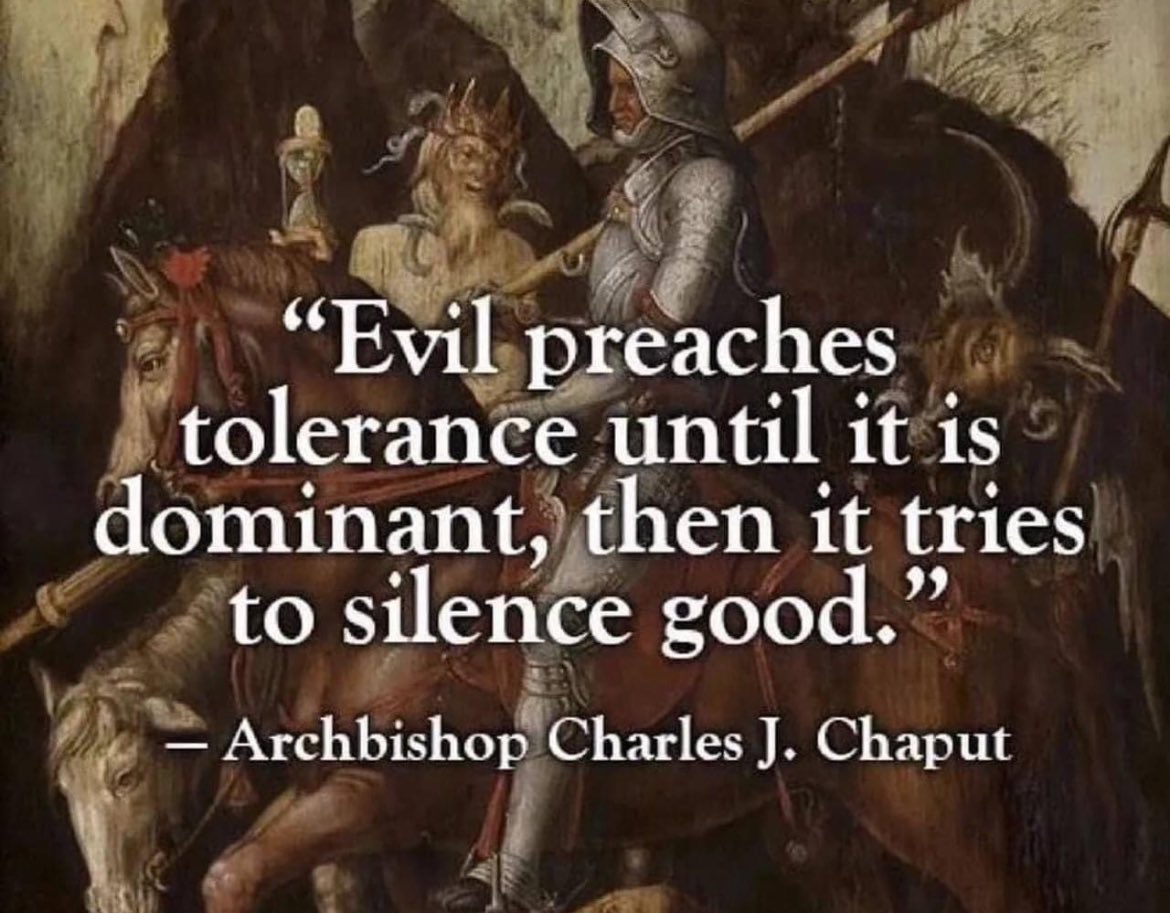 “Evil preaches
tolerance until it is
dominant, then it tries
to silence good.”
— Archbishop Charles J. Chaput